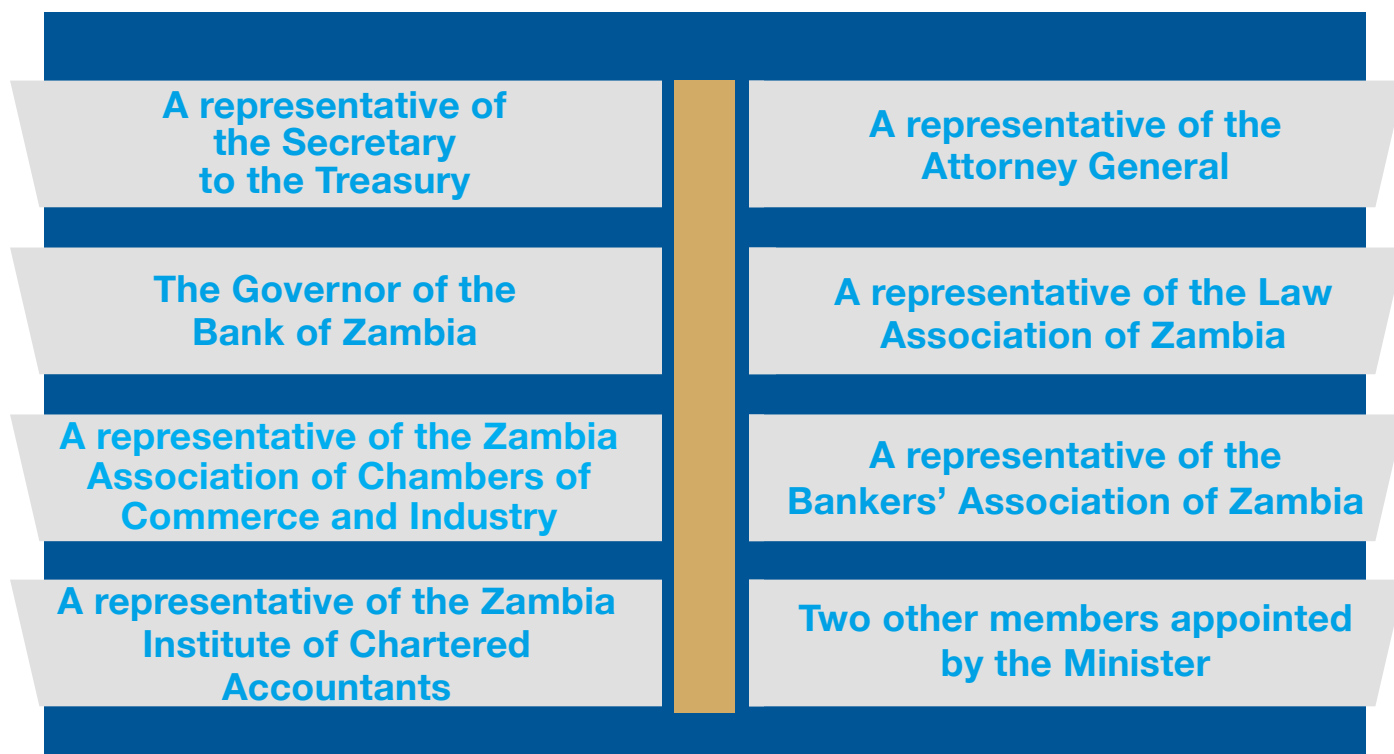 A representative of
the Secretary
to the Treasury
The Governor of the
Bank of Zambia
A representative of the Zambia
Association of Chambers of
Commerce and Industry
A representative of the Zambia
Institute of Chartered
Accountants
A representative of the
Attorney General
A representative of the Law
Association of Zambia
A representative of the
Bankers’ Association of Zambia
Two other members appointed
by the Minister